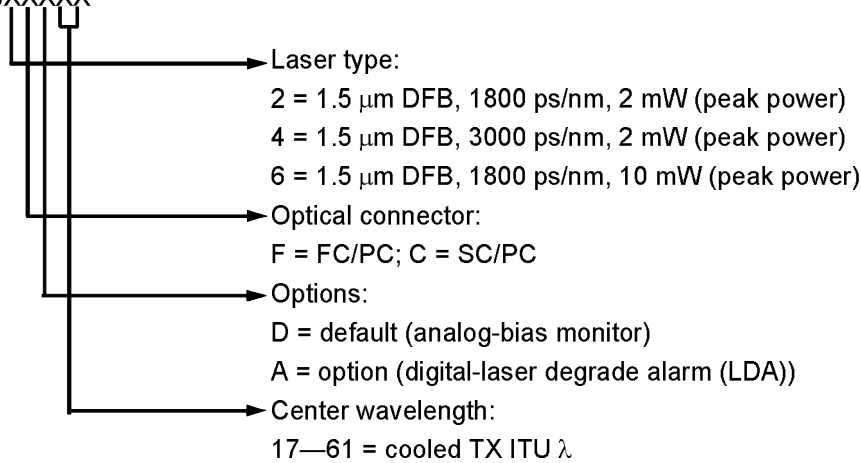 Laser type:
2 = 1.5 μm DFB, 1800 ps/nm, 2 mW (peak power)
4 = 1.5 μm DFB, 3000 ps/nm, 2 mW (peak power)
6 = 1.5 μm DFB, 1800 ps/nm, 10 mW (peak power)
Optical connector:
F = FC/PC; C = SC/PC
Options:
D = default (analog-bias monitor)
A = option (digital-laser degrade alarm (LDA))
Center wavelength:
17—61 = cooled TX ITU λ